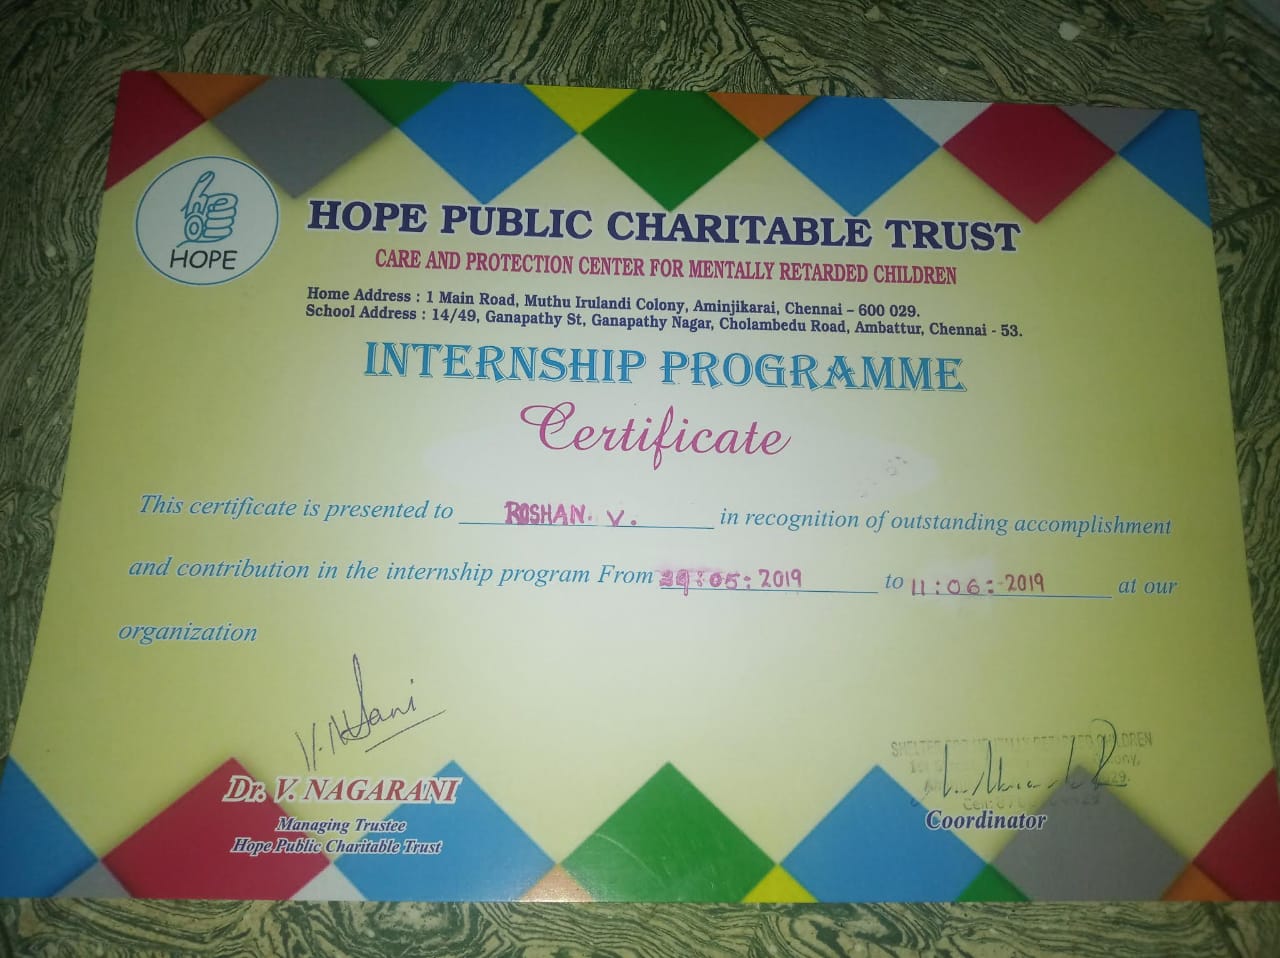 HOPE
HOPE PUBLIC CHARITABLE TRUST
CARE AND PROTECTION CENTER FOR MENTALLY RETARDED CHILDREN
Home Address : 1 Main Road, Muthu Irulandi Colony, Aminjikarai, Chennai – 600 029.
School Address : 14/49, Ganapathy St, Ganapathy Nagar, Cholambedu Road, Ambattur, Chennai - 53.
INTERNSHIP PROGRAMME
Certificate
This certificate is presented to ROSHAN. V. in recognition of outstanding accomplishment
and contribution in the internship program From 29:05:2019 to 11:06:2019 at our
organization
SHELTER FOR MENTALLY RETARDED CHILDREN
Dr. V. NAGARANI
Managing Trustee
Hope Public Charitable Trust
Coordinator